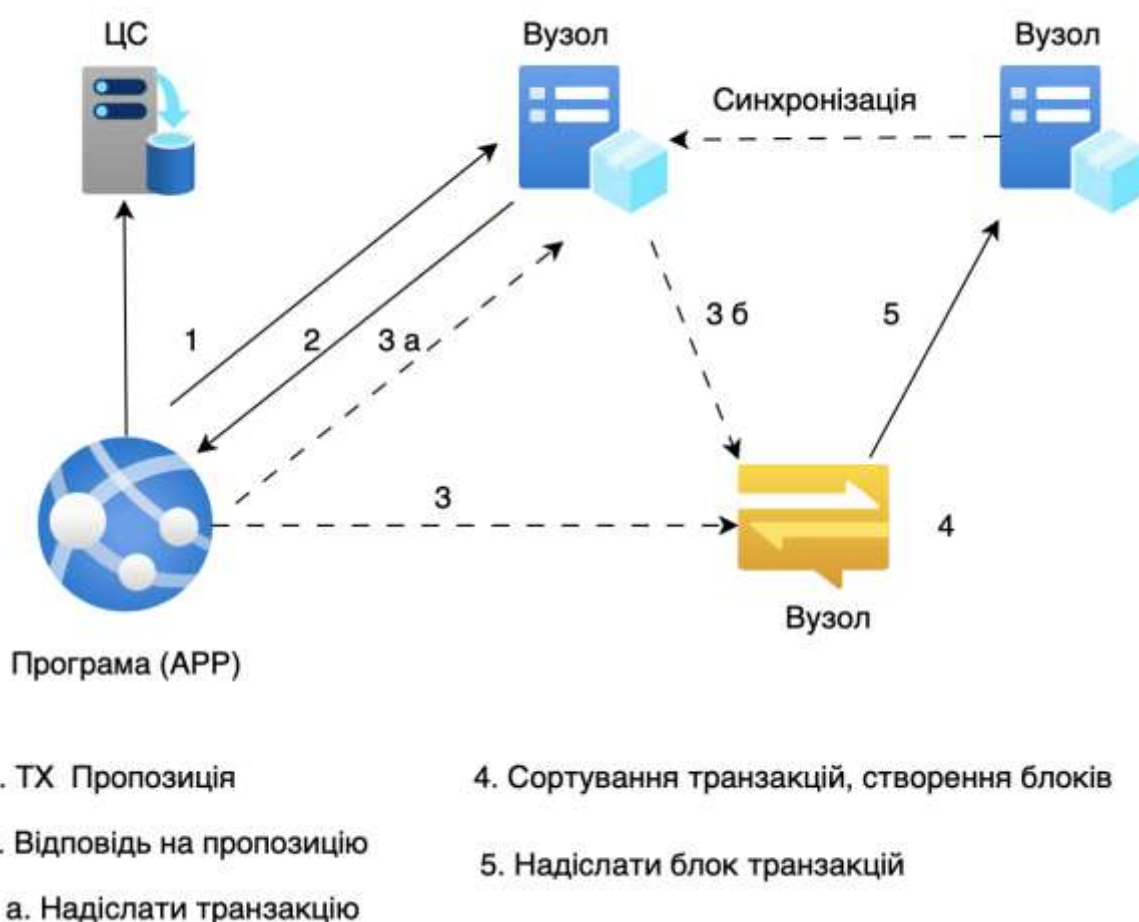 ЦС
Вузол
Вузол
Синхронізація
1
2
3 а
3 б
5
3
4
Вузол
Програма (APP)
. TX Пропозиція
4. Сортування транзакцій, створення блоків
. Відповідь на пропозицію
5. Надіслати блок транзакцій
а. Надіслати транзакцію